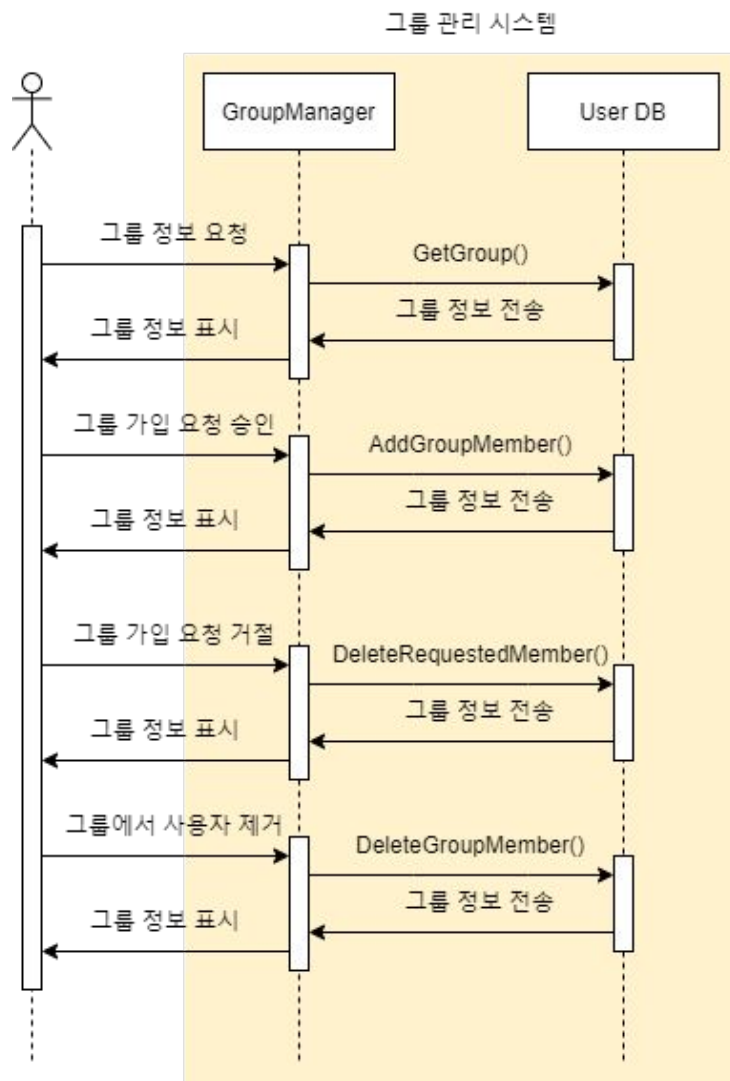 그룹 관리 시스템
GroupManager
User DB
그룹 정보 요청
GetGroup()
그룹 정보 전송
그룹 정보 표시
그룹 가입 요청 승인
AddGroupMember()
그룹 정보 전송
그룹 정보 표시
그룹 가입 요청 거절
DeleteRequestedMember()
그룹 정보 전송
그룹 정보 표시
그룹에서 사용자 제거
DeleteGroupMember()
그룹 정보 전송
그룹 정보 표시